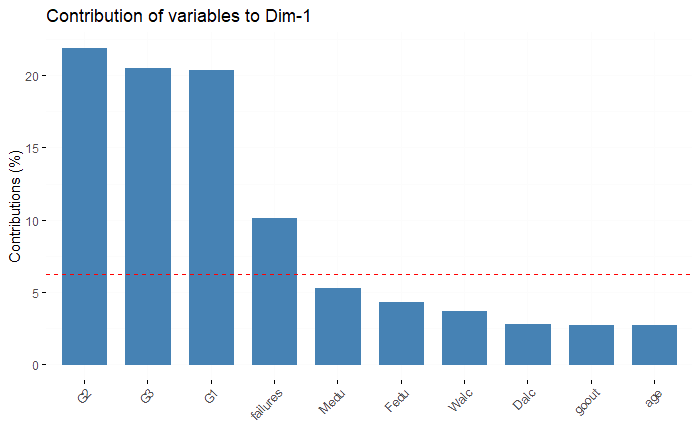 Contribution of variables to Dim-1
Contributions (%)
20
15
10
5
0
G2
G3
G1
failures
Medu
Fedu
Walc
Dalc
goout
age